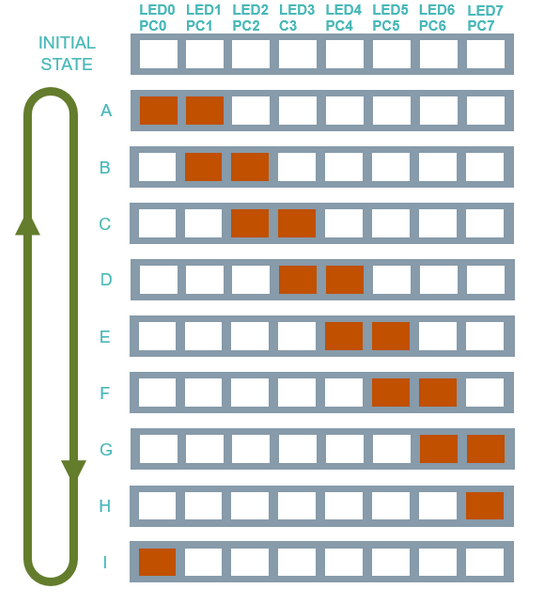 LED0 LED1 LED2 LED3 LED4 LED5 LED6 LED7
PC0 PC1 PC2 C3 PC4 PC5 PC6 PC7
INITIAL
STATE
A
B
C
D
E
F
G
H
I